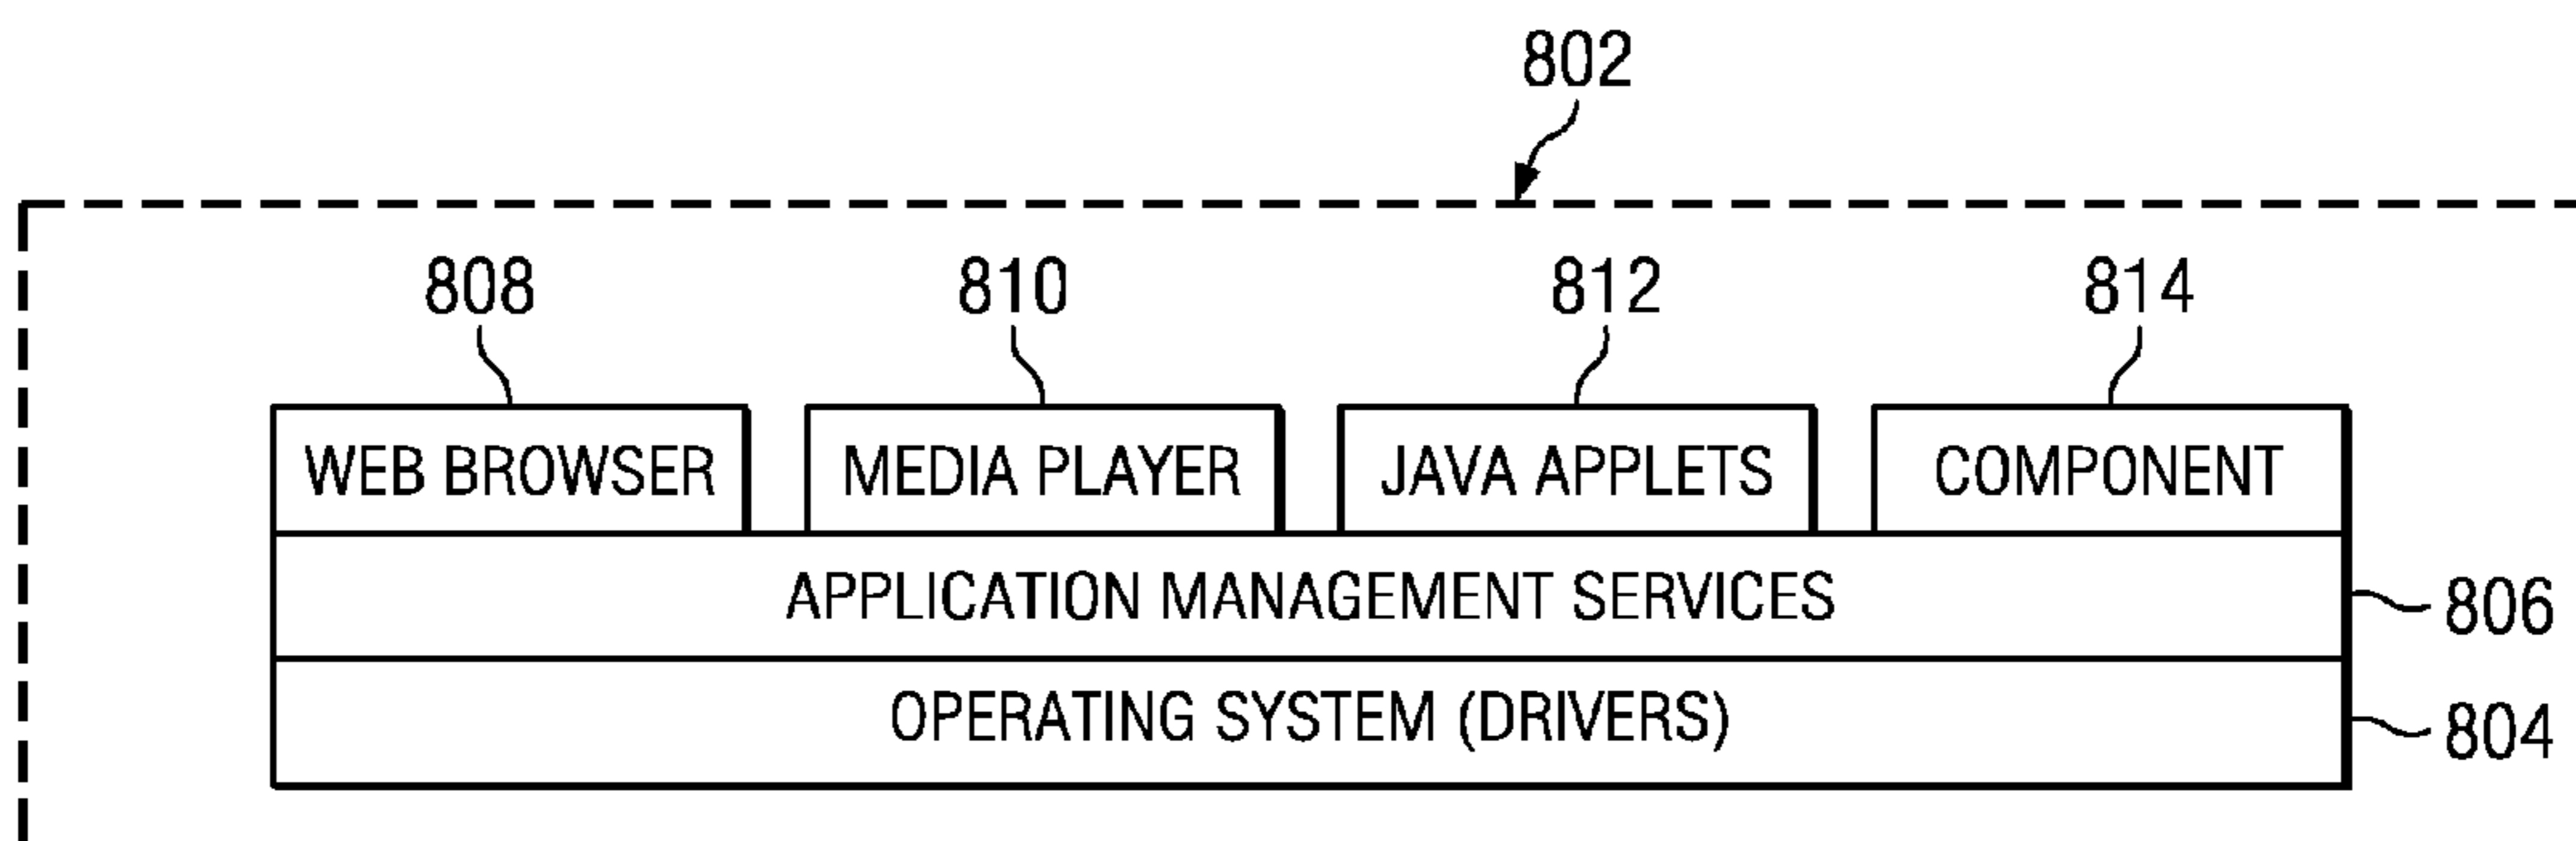 802
808 810 812 814
WEB BROWSER MEDIA PLAYER JAVA APPLETS COMPONENT
APPLICATION MANAGEMENT SERVICES 806
OPERATING SYSTEM (DRIVERS) 804